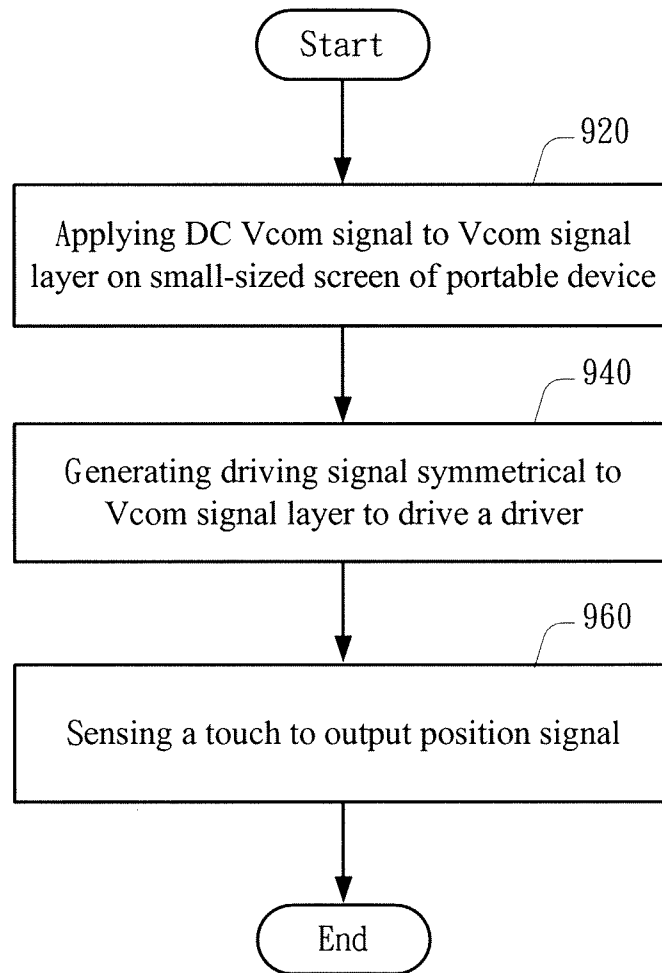 Start
920
Applying DC Vcom signal to Vcom signal
layer on small-sized screen of portable device
940
Generating driving signal symmetrical to
Vcom signal layer to drive a driver
960
Sensing a touch to output position signal
End